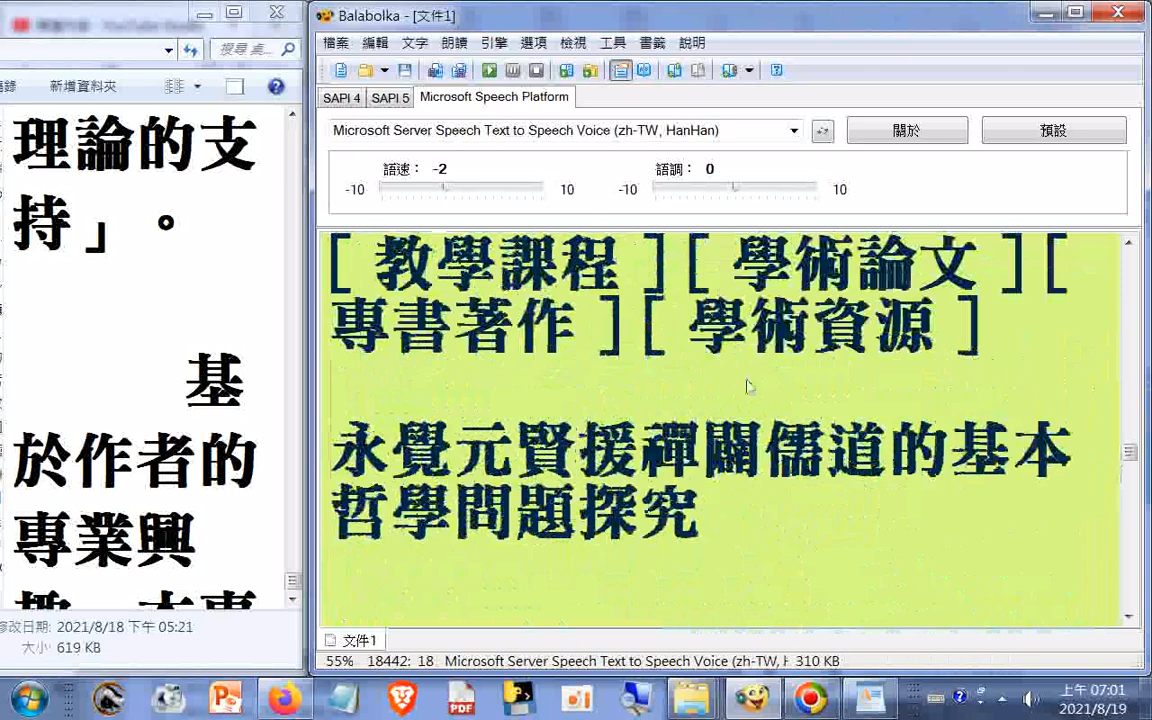 Balabolka - [文件1]
搜尋 桌...
檔案 編輯 文字 朗讀 引擎 選項 檢視 工具 書籤 說明
新增資料夾
SAPI 4 SAPI 5 Microsoft Speech Platform
Microsoft Server Speech Text to Speech Voice (zh-TW, HanHan)
關於
預設
語速： -2
語調： 0
-10 10
-10 10
理論的支
持」。
基
於作者的
專業興
[ 教學課程 ][ 學術論文 ][
專書著作 ][ 學術資源 ]
永覺元賢援禪闢儒道的基本
哲學問題探究
修改日期: 2021/8/18 下午 05:21
大小: 619 KB
文件1
55% 18442: 18 Microsoft Server Speech Text to Speech Voice (zh-TW, H 310 KB
上午 07:01
2021/8/19